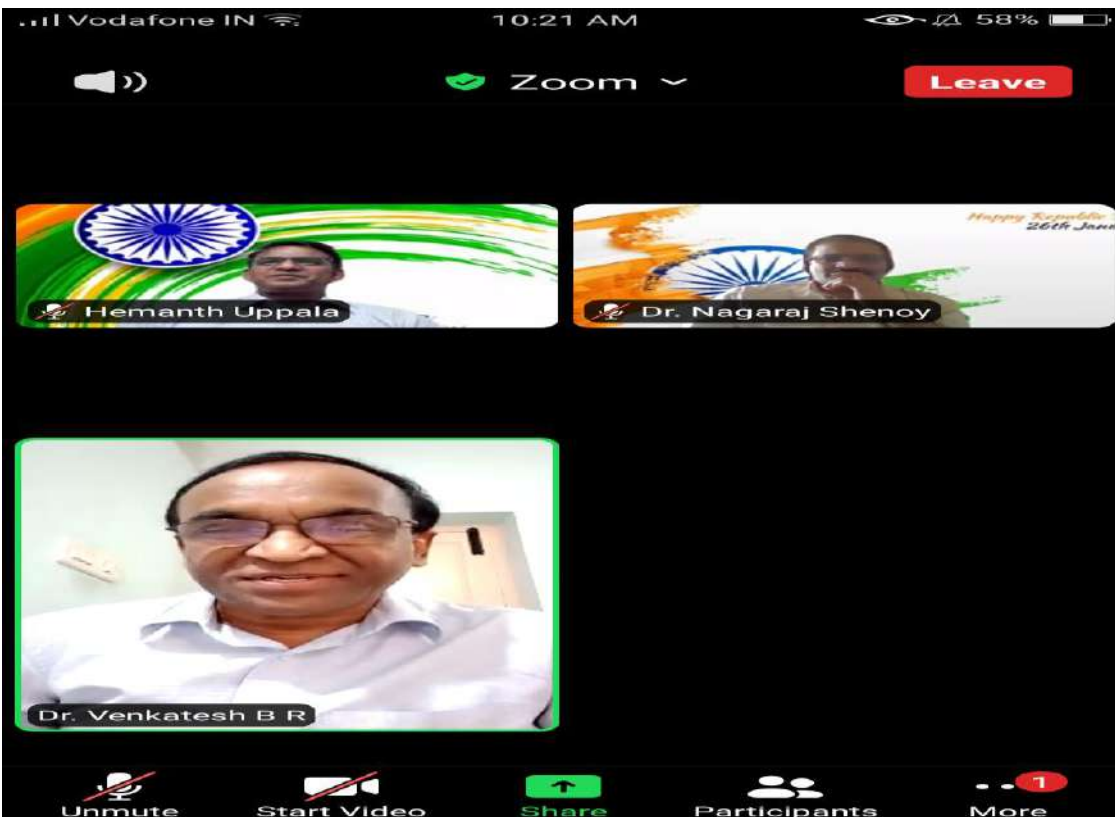 Vodafone IN
10:21 AM
58%
Zoom
Leave
Hemanth Uppala
Happy Republic
26th Janu
Dr. Nagaraj Shenoy
Dr. Venkatesh B R
Unmute
Start Video
Share
Participants
1
More